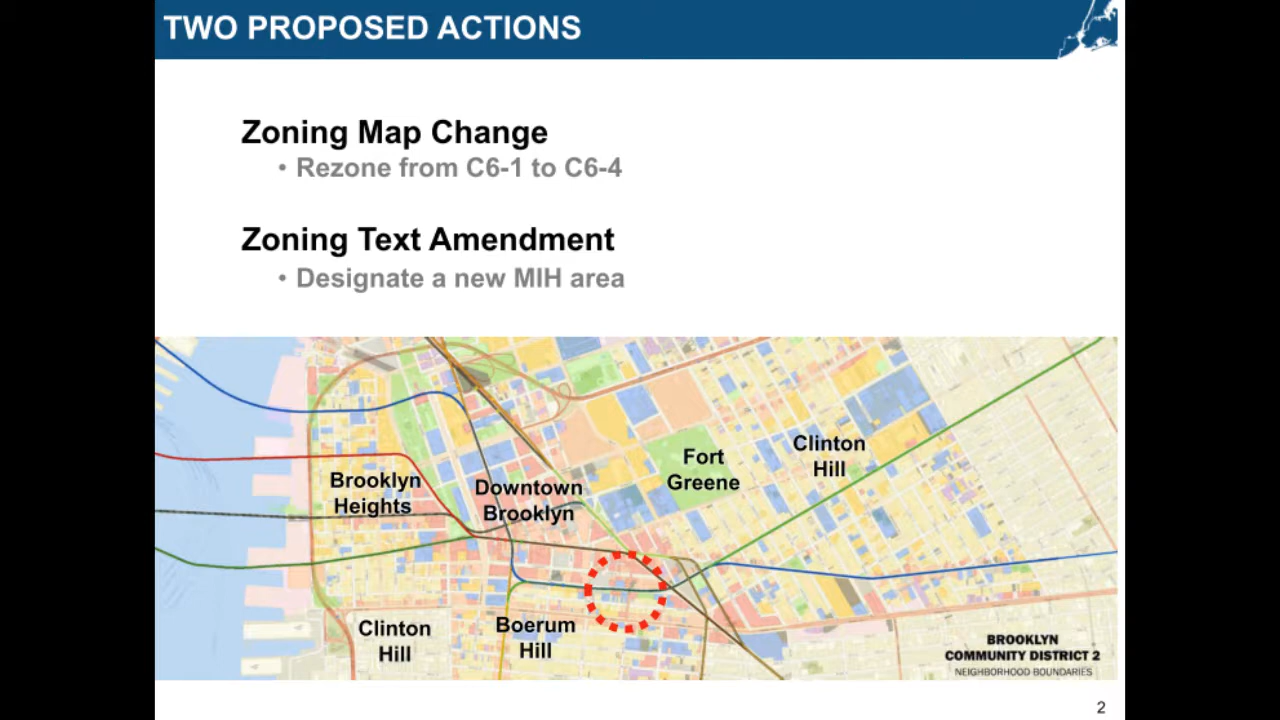 TWO PROPOSED ACTIONS
Zoning Map Change
• Rezone from C6-1 to C6-4
Zoning Text Amendment
• Designate a new MIH area
Clinton
Hill
Fort
Greene
Brooklyn
Heights
Downtown
Brooklyn
Clinton
Hill
Boerum
Hill
BROOKLYN
COMMUNITY DISTRICT 2
NEIGHBORHOOD BOUNDARIES
2